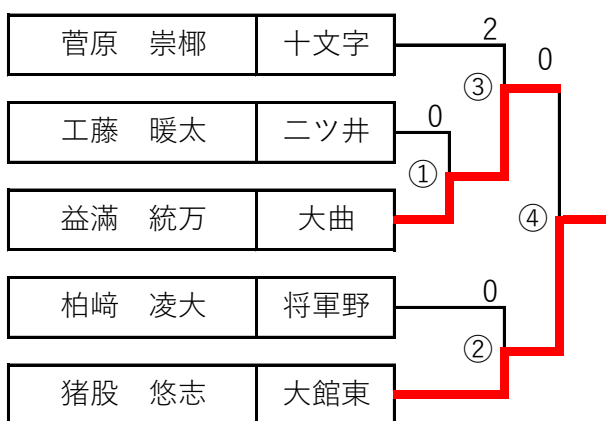 菅原 崇椰 十文字 2
0
③
工藤 暖太 二ツ井 0
①
益満 統万 大曲
④
柏﨑 凌大 将軍野 0
②
猪股 悠志 大館東